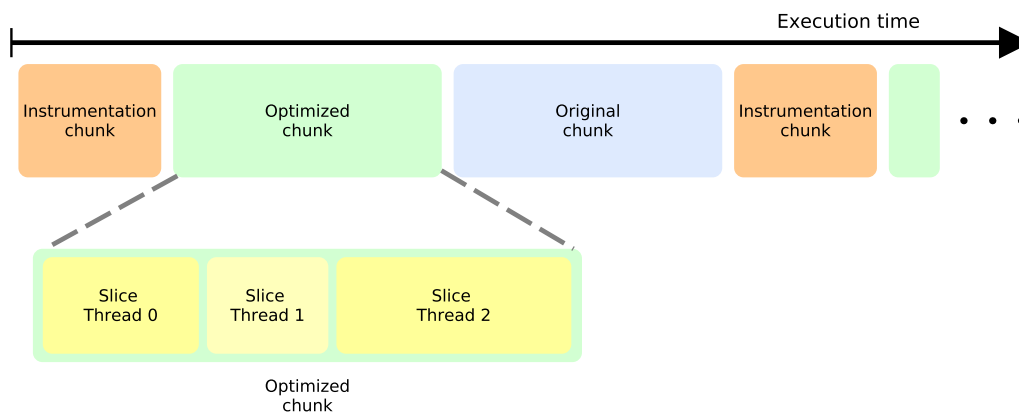 Execution time
Instrumentation
chunk
Optimized
chunk
Original
chunk
Instrumentation
chunk
Slice
Thread 0
Slice
Thread 1
Slice
Thread 2
Optimized
chunk